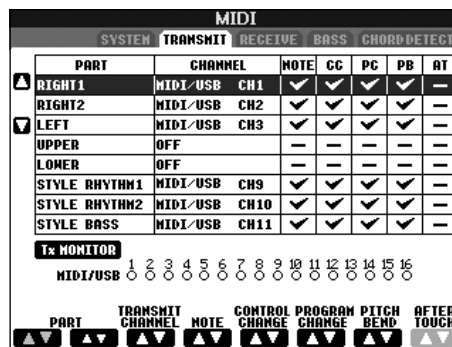 MIDI
SYSTEM TRANSMIT RECEIVE BASS CHORD DETECT
PART CHANNEL NOTE CC PC PB AT
RIGHT1 MIDI/USB CH1
RIGHT2 MIDI/USB CH2
LEFT MIDI/USB CH3
UPPER OFF
LOWER OFF
STYLE RHYTHM1 MIDI/USB CH9
STYLE RHYTHM2 MIDI/USB CH10
STYLE BASS MIDI/USB CH11
Tx MONITOR
1 2 3 4 5 6 7 8 9 10 11 12 13 14 15 16
MIDI/USB
PART TRANSMIT CHANNEL NOTE CONTROL CHANGE PROGRAM CHANGE PITCH BEND AFTER TOUCH